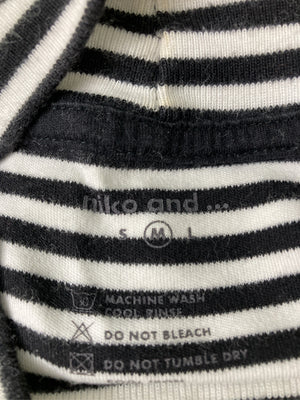 niko and ...
S M L
MACHINE WASH
COOL RINSE
DO NOT BLEACH
DO NOT TUMBLE DRY